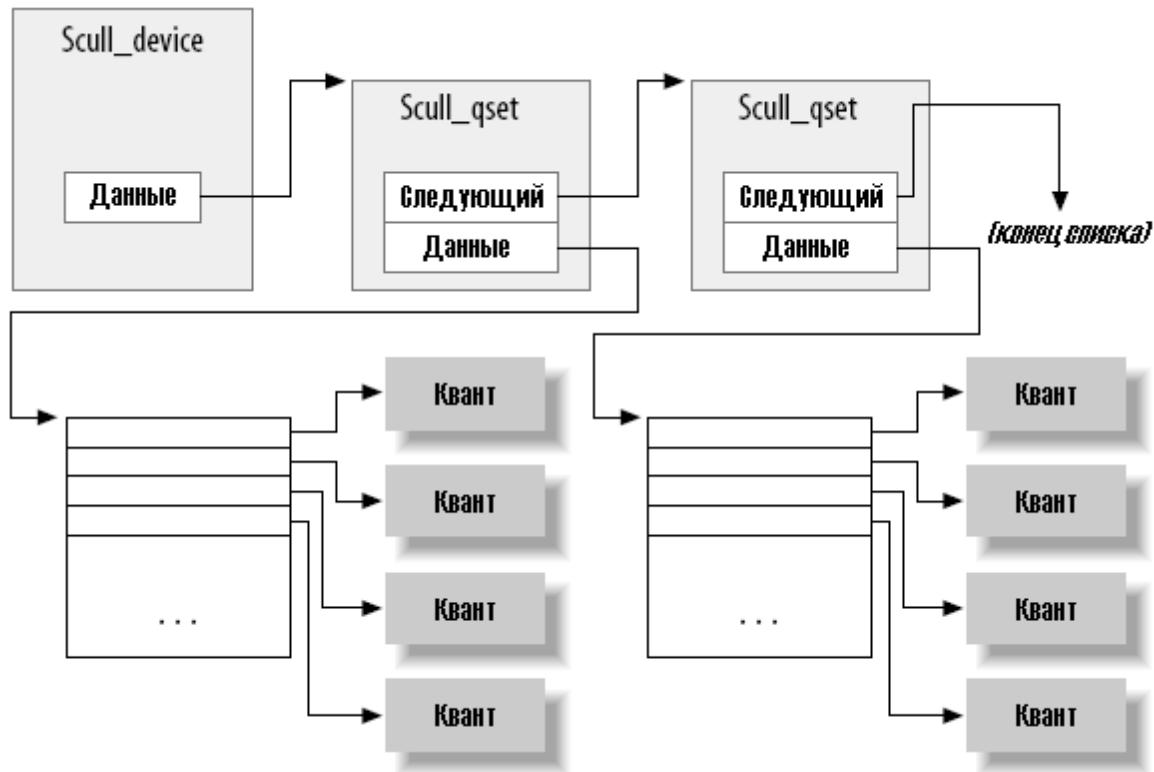 Scull_device
Scull_qset
Scull_qset
Данные
Следующий
Следующий
Данные
Данные
(конец списка)
Квант
Квант
Квант
Квант
Квант
Квант
. . .
. . .
Квант
Квант